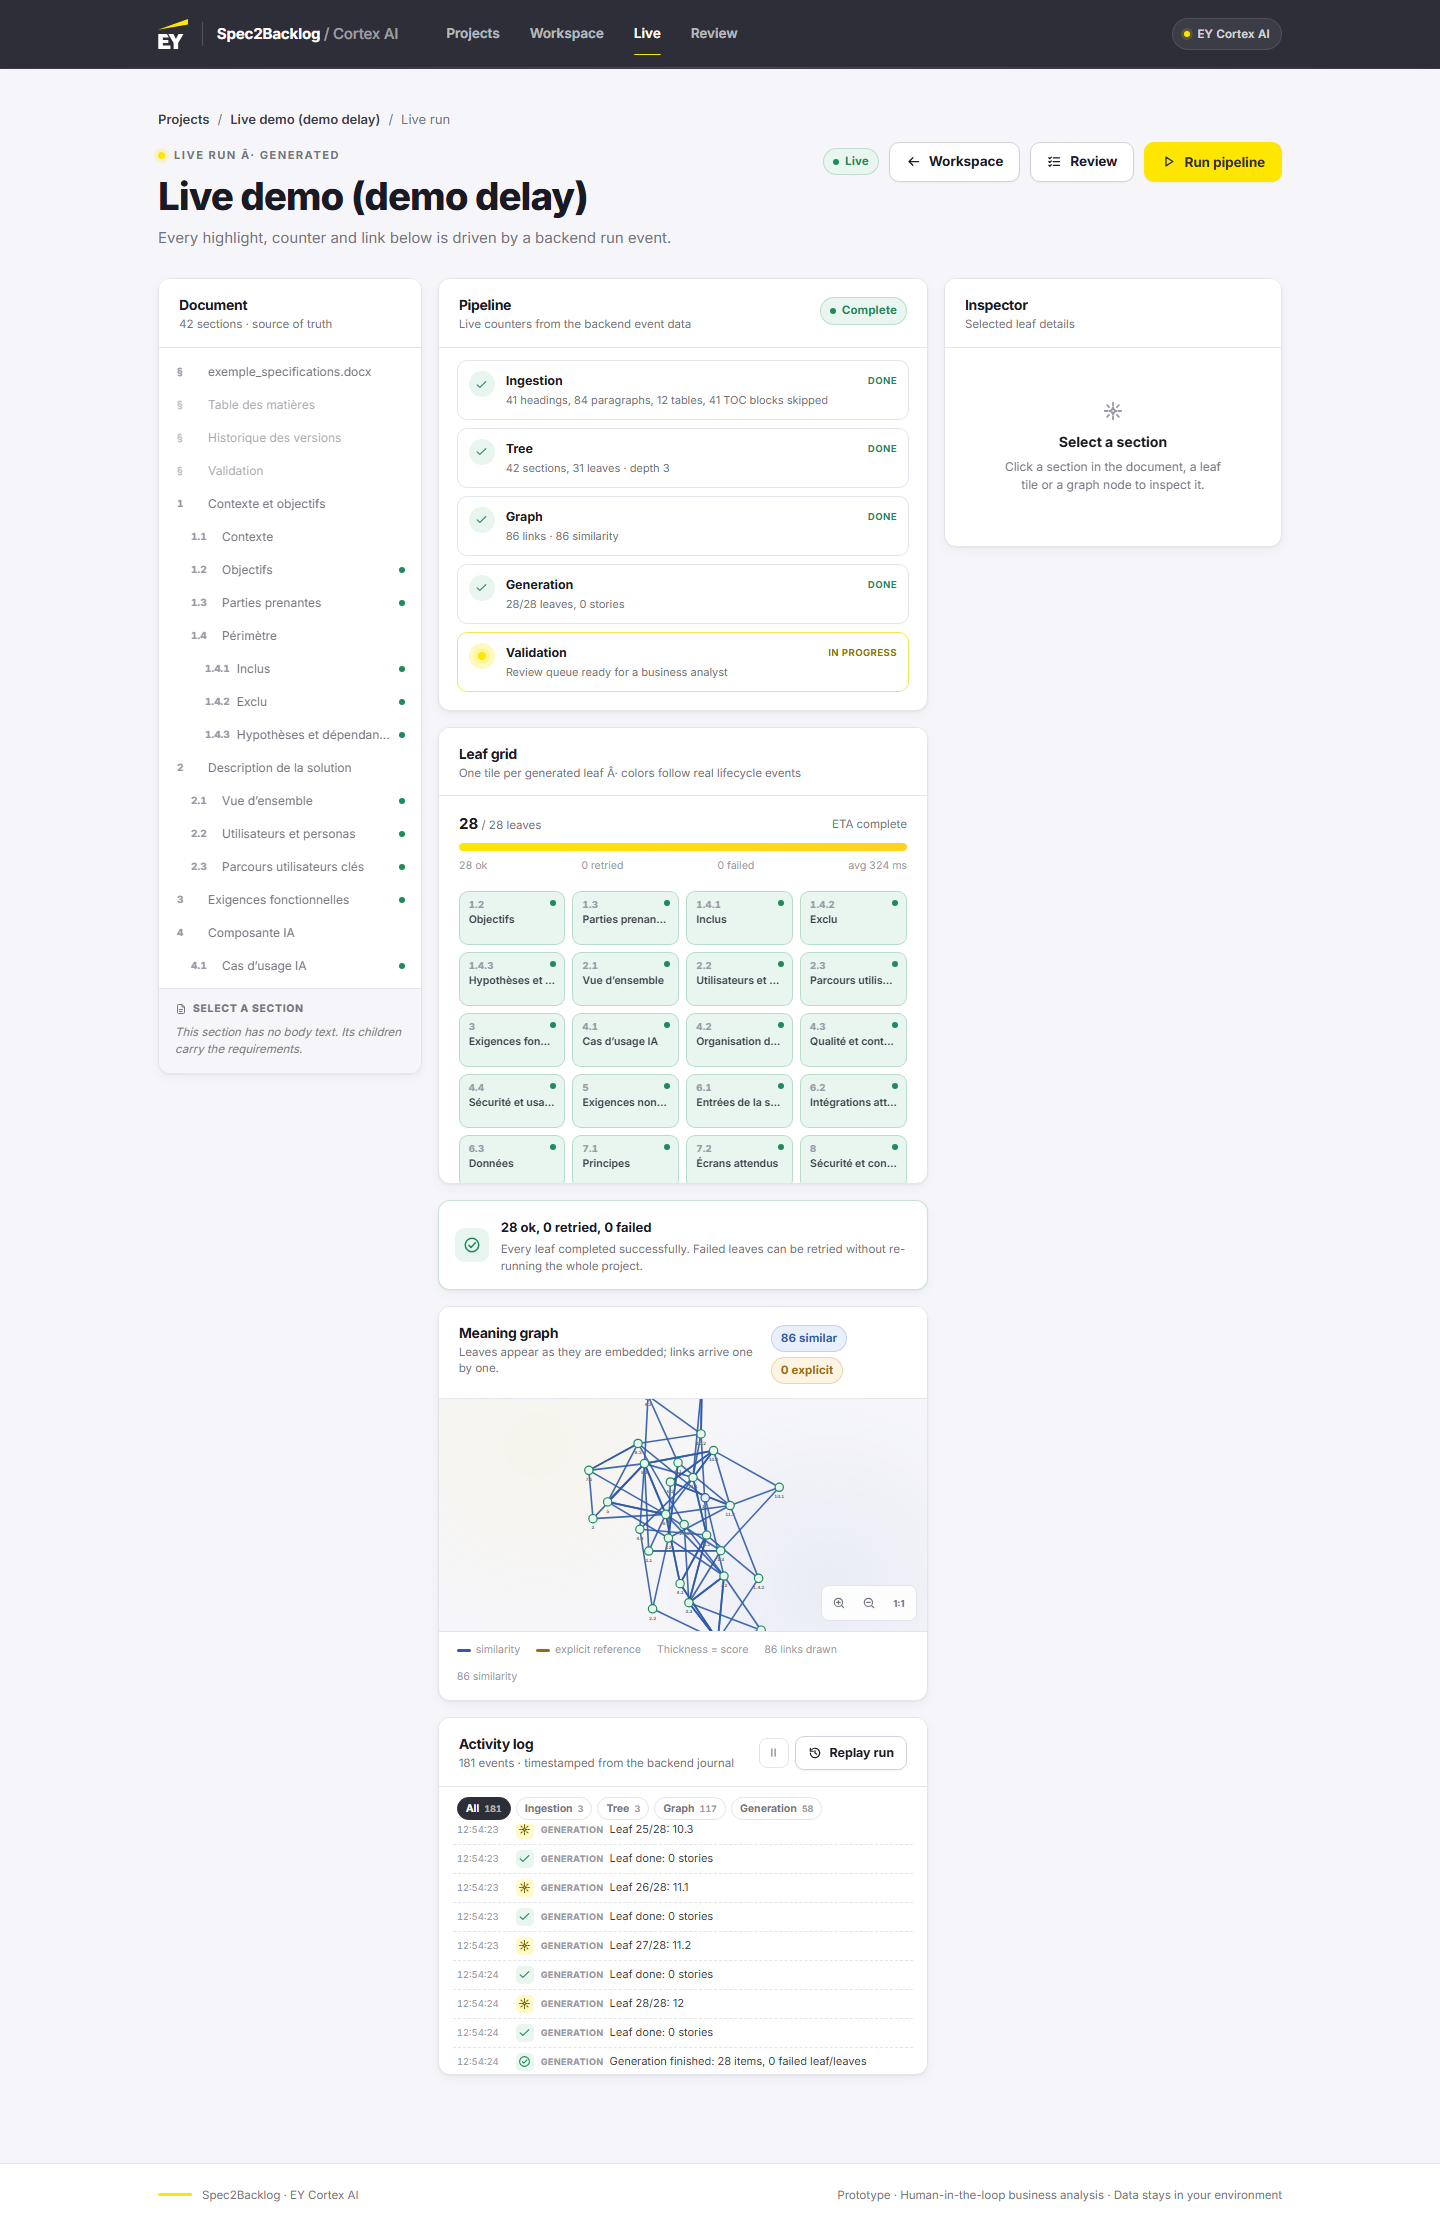 EY
Spec2Backlog / Cortex AI
Projects
Workspace
Live
Review
EY Cortex AI
Projects / Live demo (demo delay) / Live run
LIVE RUN Â· GENERATED
Live demo (demo delay)
Every highlight, counter and link below is driven by a backend run event.
Live
Workspace
Review
Run pipeline
Document
42 sections · source of truth
§ exemple_specifications.docx
§ Table des matières
§ Historique des versions
§ Validation
1 Contexte et objectifs
1.1 Contexte
1.2 Objectifs
1.3 Parties prenantes
1.4 Périmètre
1.4.1 Inclus
1.4.2 Exclu
1.4.3 Hypothèses et dépendan...
2 Description de la solution
2.1 Vue d’ensemble
2.2 Utilisateurs et personas
2.3 Parcours utilisateurs clés
3 Exigences fonctionnelles
4 Composante IA
4.1 Cas d’usage IA
SELECT A SECTION
This section has no body text. Its children
carry the requirements.
Pipeline
Live counters from the backend event data
Complete
Ingestion
DONE
41 headings, 84 paragraphs, 12 tables, 41 TOC blocks skipped
Tree
DONE
42 sections, 31 leaves · depth 3
Graph
DONE
86 links · 86 similarity
Generation
DONE
28/28 leaves, 0 stories
Validation
IN PROGRESS
Review queue ready for a business analyst
Leaf grid
One tile per generated leaf Â· colors follow real lifecycle events
28 / 28 leaves
ETA complete
28 ok
0 retried
0 failed
avg 324 ms
1.2
Objectifs
1.3
Parties prenan...
1.4.1
Inclus
1.4.2
Exclu
1.4.3
Hypothèses et ...
2.1
Vue d’ensemble
2.2
Utilisateurs et ...
2.3
Parcours utilis...
3
Exigences fon...
4.1
Cas d’usage IA
4.2
Organisation d...
4.3
Qualité et cont...
4.4
Sécurité et usa...
5
Exigences non...
6.1
Entrées de la s...
6.2
Intégrations att...
6.3
Données
7.1
Principes
7.2
Écrans attendus
8
Sécurité et con...
28 ok, 0 retried, 0 failed
Every leaf completed successfully. Failed leaves can be retried without re-
running the whole project.
Meaning graph
Leaves appear as they are embedded; links arrive one
by one.
86 similar
0 explicit
1:1
similarity
explicit reference
Thickness = score
86 links drawn
86 similarity
Activity log
181 events · timestamped from the backend journal
Replay run
All 181
Ingestion 3
Tree 3
Graph 117
Generation 58
12:54:23 GENERATION Leaf 25/28: 10.3
12:54:23 GENERATION Leaf done: 0 stories
12:54:23 GENERATION Leaf 26/28: 11.1
12:54:23 GENERATION Leaf done: 0 stories
12:54:23 GENERATION Leaf 27/28: 11.2
12:54:24 GENERATION Leaf done: 0 stories
12:54:24 GENERATION Leaf 28/28: 12
12:54:24 GENERATION Leaf done: 0 stories
12:54:24 GENERATION Generation finished: 28 items, 0 failed leaf/leaves
Inspector
Selected leaf details
Select a section
Click a section in the document, a leaf
tile or a graph node to inspect it.
Spec2Backlog · EY Cortex AI
Prototype · Human-in-the-loop business analysis · Data stays in your environment